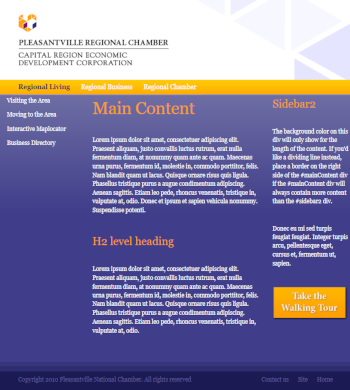 PLEASANTVILLE REGIONAL CHAMBER
CAPITAL REGION ECONOMIC
DEVELOPMENT CORPORATION
Regional Living Regional Business Regional Chamber
Visiting the Area
Moving to the Area
Interactive Maplocator
Business Directory
Main Content
Lorem ipsum dolor sit amet, consectetuer adipiscing elit.
Praesent aliquam, justo convallis luctus rutrum, erat nulla
fermentum diam, at nonummy quam ante ac quam. Maecenas
urna purus, fermentum id, molestie in, commodo porttitor, felis.
Nam blandit quam ut lacus. Quisque ornare risus quis ligula.
Phasellus tristique purus a augue condimentum adipiscing.
Aenean sagittis. Etiam leo pede, rhoncus venenatis, tristique in,
vulputate at, odio. Donec et ipsum et sapien vehicula nonummy.
Suspendisse potenti.
H2 level heading
Lorem ipsum dolor sit amet, consectetuer adipiscing elit.
Praesent aliquam, justo convallis luctus rutrum, erat nulla
fermentum diam, at nonummy quam ante ac quam. Maecenas
urna purus, fermentum id, molestie in, commodo porttitor, felis.
Nam blandit quam ut lacus. Quisque ornare risus quis ligula.
Phasellus tristique purus a augue condimentum adipiscing.
Aenean sagittis. Etiam leo pede, rhoncus venenatis, tristique in,
vulputate at, odio.
Sidebar2
The background color on this
div will only show for the
length of the content. If you'd
like a dividing line instead,
place a border on the right
side of the #mainContent div
if the #mainContent div will
always contain more content
than the #sidebar2 div.
Donec eu mi sed turpis
feugiat feugiat. Integer turpis
arcu, pellentesque eget,
cursus et, fermentum ut,
sapien.
Take the
Walking Tour
Copyright 2010 Pleasantville National Chamber. All rights reserved
Contact us Site Home